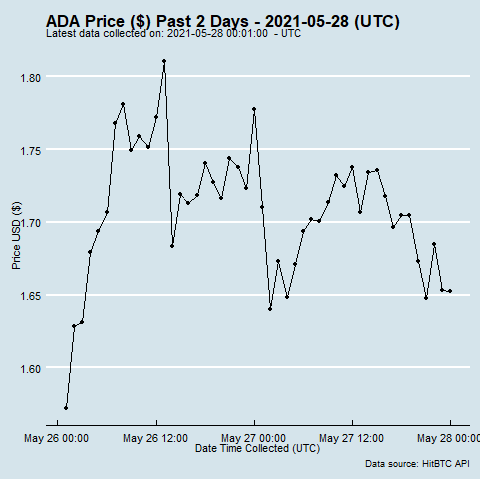 ADA Price ($) Past 2 Days - 2021-05-28 (UTC)
Latest data collected on: 2021-05-28 00:01:00  - UTC
1.80
1.75
1.70
1.65
1.60
Price USD ($)
May 26 00:00
May 26 12:00
May 27 00:00
May 27 12:00
May 28 00:00
Date Time Collected (UTC)
Data source: HitBTC API